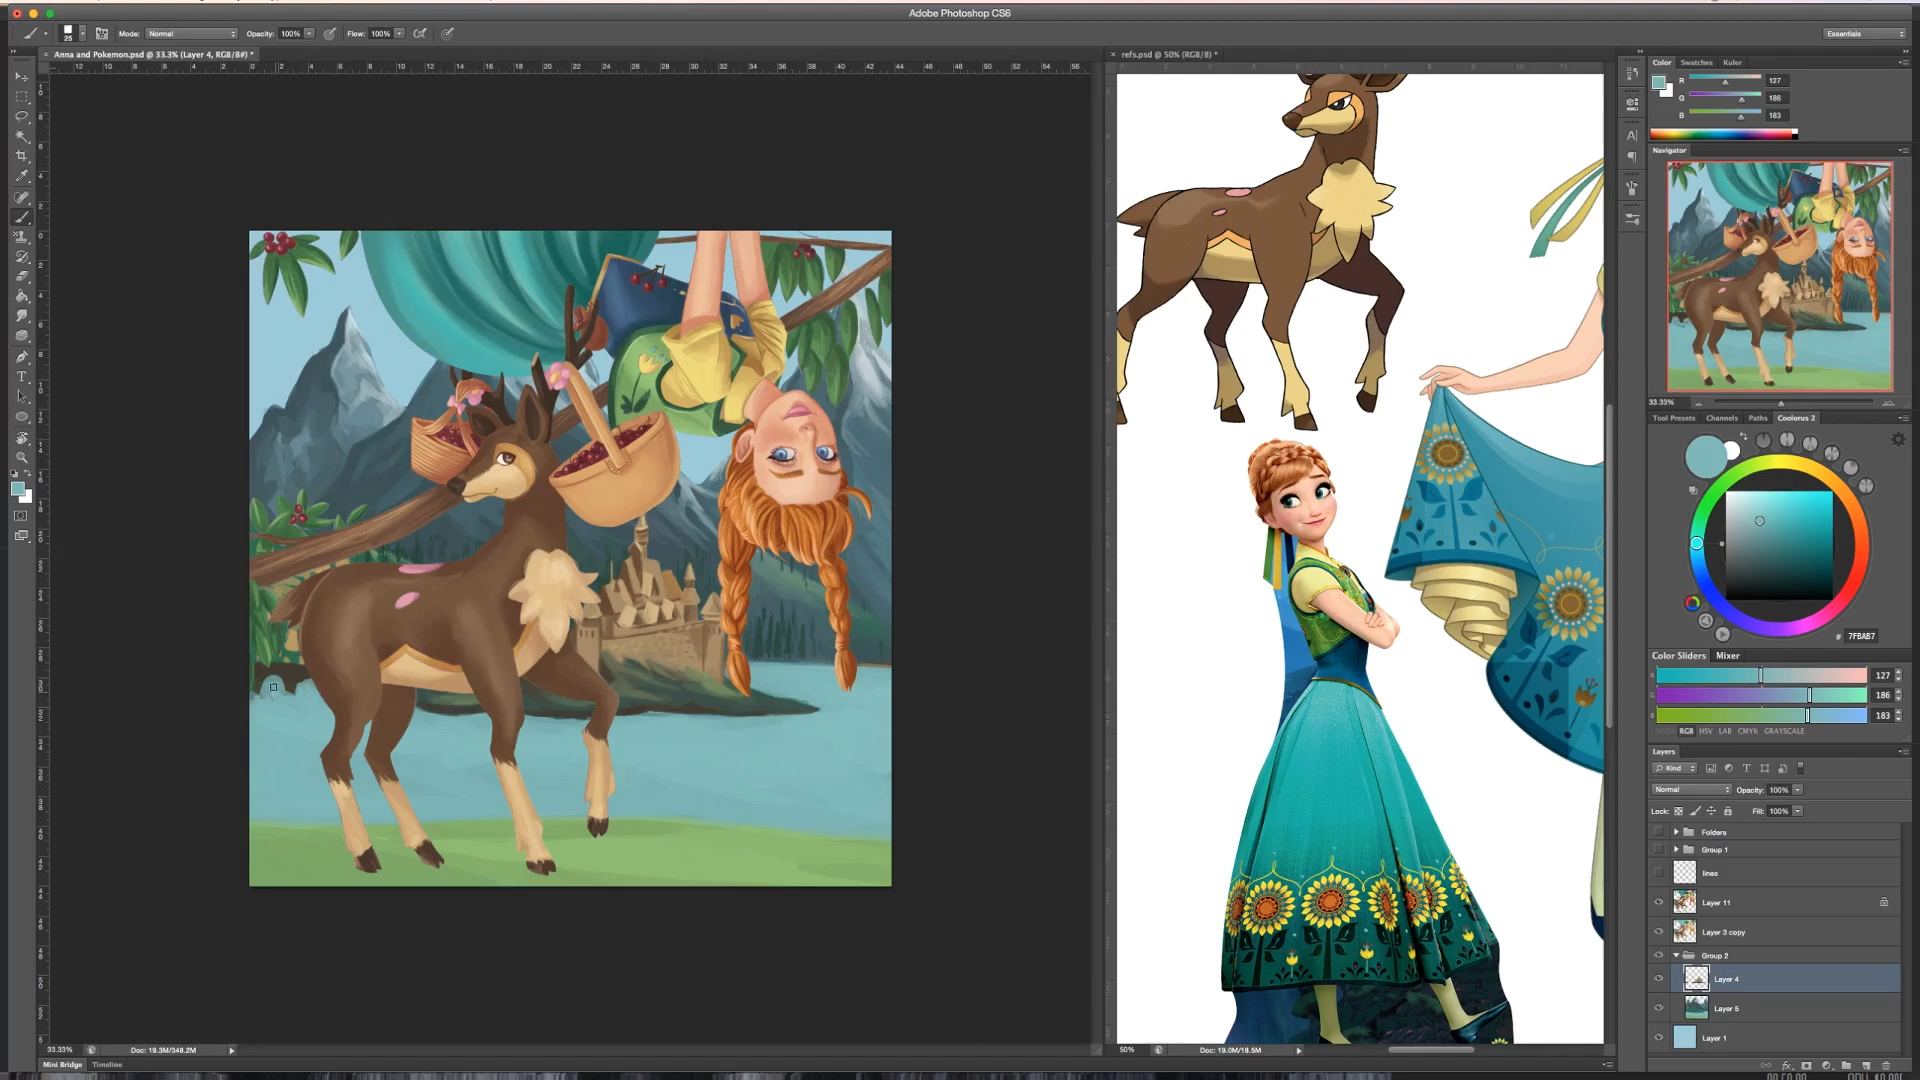 Adobe Photoshop CS6
25 Mode: Normal Opacity: 100% Flow: 100% Essentials
Anna and Pokemon.psd @ 33.3% (Layer 4, RGB/8#) *
refs.psd @ 50% (RGB/8) *
Color Swatches Kuler
R 127
G 186
B 183
Navigator
33.33%
Tool Presets Channels Paths Coolorus 2
# 7FBAB7
Color Sliders Mixer
127
186
183
RGB HSV LAB CMYK GRAYSCALE
Layers
Kind
Normal Opacity: 100%
Lock: Fill: 100%
Folders
Group 1
lines
Layer 11
Layer 3 copy
Group 2
Layer 4
Layer 5
Layer 1
33.33% Doc: 19.3M/348.2M
50% Doc: 19.0M/18.5M
Mini Bridge Timeline